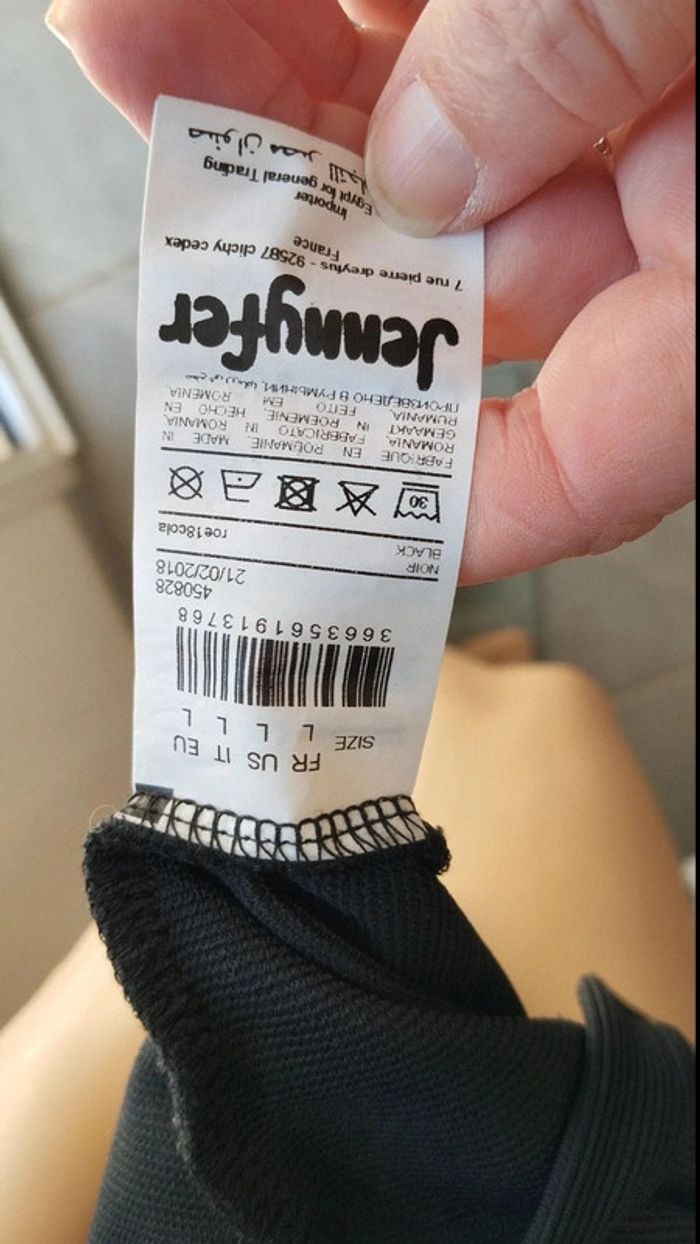 FR US IT EU
SIZE L L L L
3663561913768
450828
21/02/2018
NOIR
BLACK roe18cola
30
FABRIQUE EN ROUMANIE. MADE IN
ROMANIA. FABBRICATO IN ROMANIA.
GEMAAKT IN ROEMENIE. HECHO EN
RUMANIA. FEITO EM ROMENIA.
ПРОИЗВЕДЕНО В РУМЫНИИ.
Jennyfer
7 rue pierre dreyfus - 92587 clichy cedex
France
Importer
Egypt for general Trading
صنوان مصر